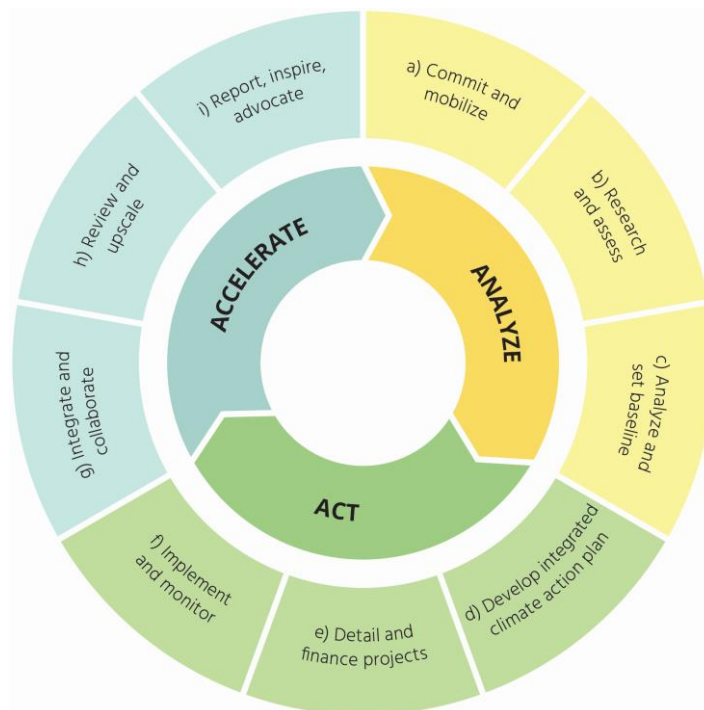 a) Commit and
mobilize
b) Research
and assess
c) Analyze and
set baseline
d) Develop integrated
climate action plan
e) Detail and
finance projects
f) Implement
and monitor
g) Integrate and
collaborate
h) Review and
upscale
i) Report, inspire,
advocate
ANALYZE
ACT
ACCELERATE